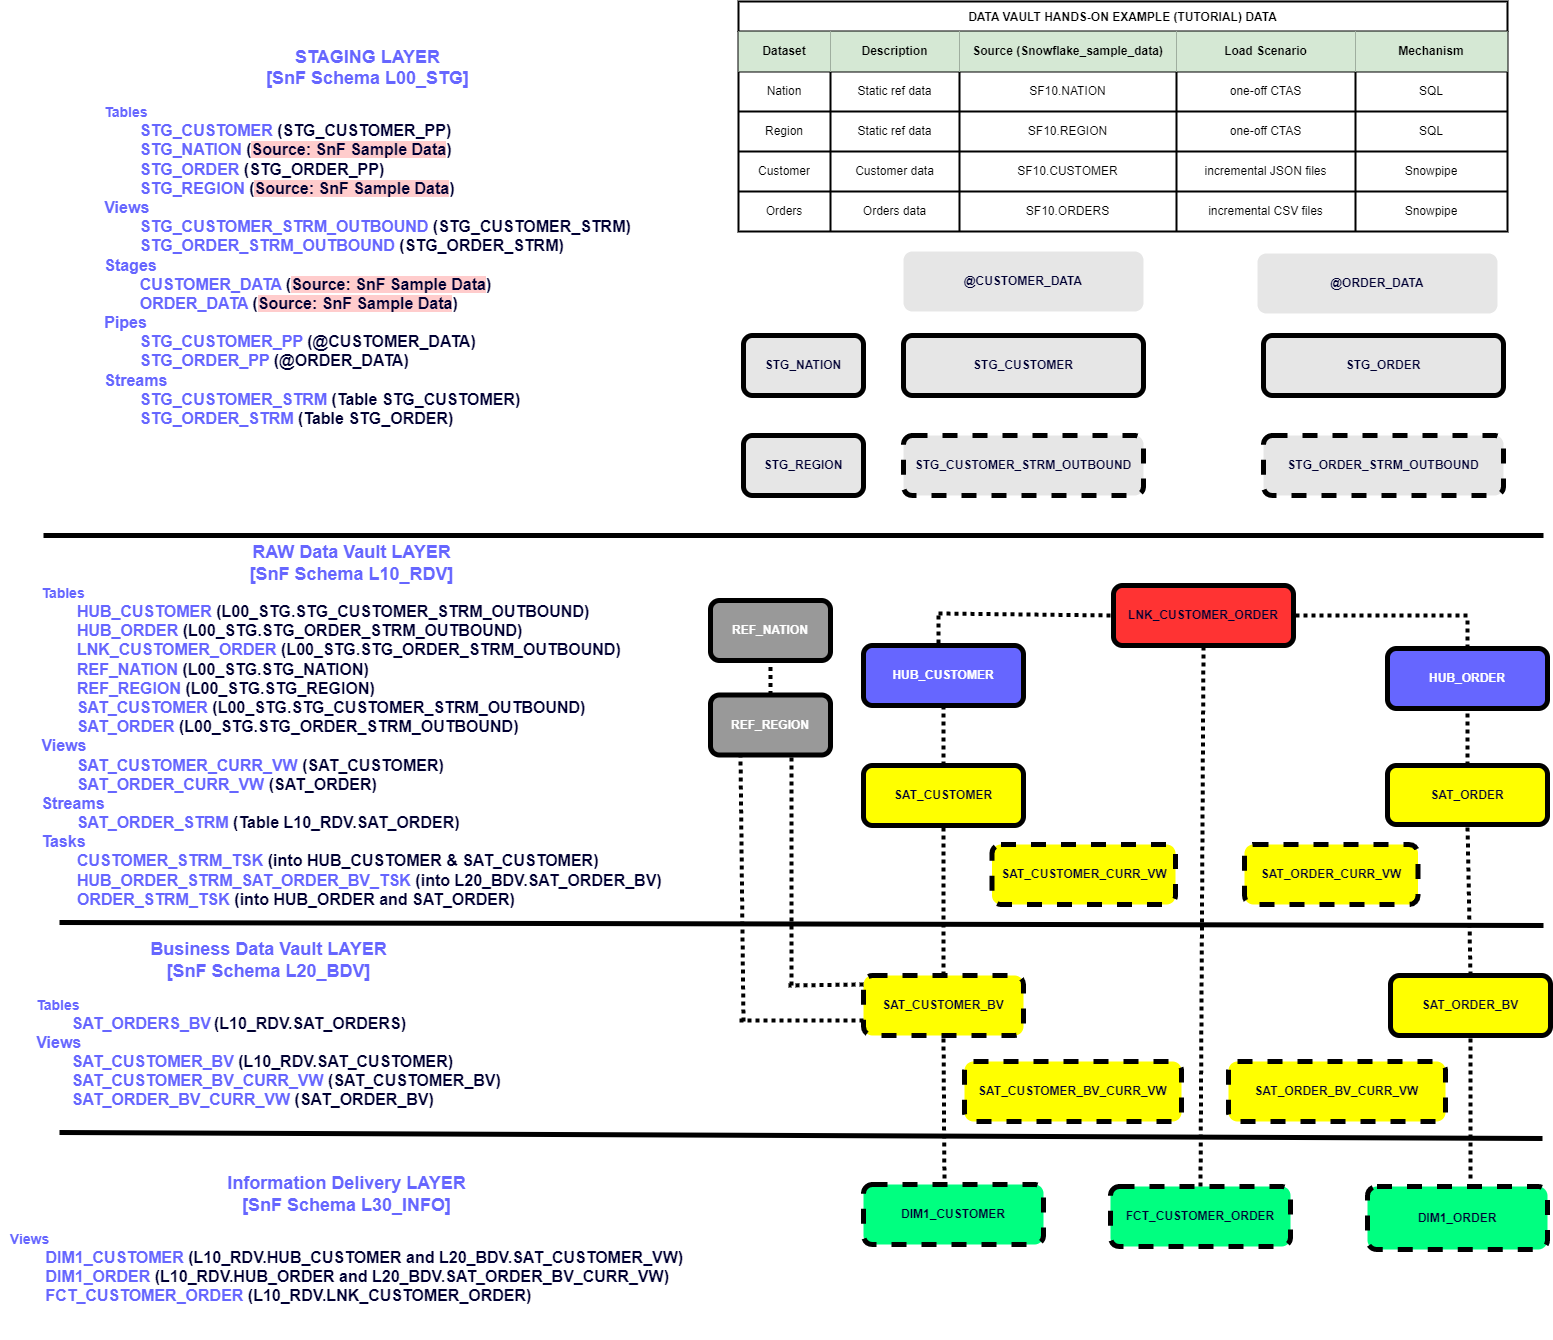 STAGING LAYER
[SnF Schema L00_STG]
Tables
STG_CUSTOMER (STG_CUSTOMER_PP)
STG_NATION (Source: SnF Sample Data)
STG_ORDER (STG_ORDER_PP)
STG_REGION (Source: SnF Sample Data)
Views
STG_CUSTOMER_STRM_OUTBOUND (STG_CUSTOMER_STRM)
STG_ORDER_STRM_OUTBOUND (STG_ORDER_STRM)
Stages
CUSTOMER_DATA (Source: SnF Sample Data)
ORDER_DATA (Source: SnF Sample Data)
Pipes
STG_CUSTOMER_PP (@CUSTOMER_DATA)
STG_ORDER_PP (@ORDER_DATA)
Streams
STG_CUSTOMER_STRM (Table STG_CUSTOMER)
STG_ORDER_STRM (Table STG_ORDER)
DATA VAULT HANDS-ON EXAMPLE (TUTORIAL) DATA
Dataset Description Source (Snowflake_sample_data) Load Scenario Mechanism
Nation Static ref data SF10.NATION one-off CTAS SQL
Region Static ref data SF10.REGION one-off CTAS SQL
Customer Customer data SF10.CUSTOMER incremental JSON files Snowpipe
Orders Orders data SF10.ORDERS incremental CSV files Snowpipe
@CUSTOMER_DATA @ORDER_DATA
STG_NATION STG_CUSTOMER STG_ORDER
STG_REGION STG_CUSTOMER_STRM_OUTBOUND STG_ORDER_STRM_OUTBOUND
RAW Data Vault LAYER
[SnF Schema L10_RDV]
Tables
HUB_CUSTOMER (L00_STG.STG_CUSTOMER_STRM_OUTBOUND)
HUB_ORDER (L00_STG.STG_ORDER_STRM_OUTBOUND)
LNK_CUSTOMER_ORDER (L00_STG.STG_ORDER_STRM_OUTBOUND)
REF_NATION (L00_STG.STG_NATION)
REF_REGION (L00_STG.STG_REGION)
SAT_CUSTOMER (L00_STG.STG_CUSTOMER_STRM_OUTBOUND)
SAT_ORDER (L00_STG.STG_ORDER_STRM_OUTBOUND)
Views
SAT_CUSTOMER_CURR_VW (SAT_CUSTOMER)
SAT_ORDER_CURR_VW (SAT_ORDER)
Streams
SAT_ORDER_STRM (Table L10_RDV.SAT_ORDER)
Tasks
CUSTOMER_STRM_TSK (into HUB_CUSTOMER & SAT_CUSTOMER)
HUB_ORDER_STRM_SAT_ORDER_BV_TSK (into L20_BDV.SAT_ORDER_BV)
ORDER_STRM_TSK (into HUB_ORDER and SAT_ORDER)
LNK_CUSTOMER_ORDER
REF_NATION
HUB_CUSTOMER HUB_ORDER
REF_REGION
SAT_CUSTOMER SAT_ORDER
SAT_CUSTOMER_CURR_VW SAT_ORDER_CURR_VW
Business Data Vault LAYER
[SnF Schema L20_BDV]
Tables
SAT_ORDERS_BV (L10_RDV.SAT_ORDERS)
Views
SAT_CUSTOMER_BV (L10_RDV.SAT_CUSTOMER)
SAT_CUSTOMER_BV_CURR_VW (SAT_CUSTOMER_BV)
SAT_ORDER_BV_CURR_VW (SAT_ORDER_BV)
SAT_CUSTOMER_BV SAT_ORDER_BV
SAT_CUSTOMER_BV_CURR_VW SAT_ORDER_BV_CURR_VW
Information Delivery LAYER
[SnF Schema L30_INFO]
Views
DIM1_CUSTOMER (L10_RDV.HUB_CUSTOMER and L20_BDV.SAT_CUSTOMER_VW)
DIM1_ORDER (L10_RDV.HUB_ORDER and L20_BDV.SAT_ORDER_BV_CURR_VW)
FCT_CUSTOMER_ORDER (L10_RDV.LNK_CUSTOMER_ORDER)
DIM1_CUSTOMER FCT_CUSTOMER_ORDER DIM1_ORDER